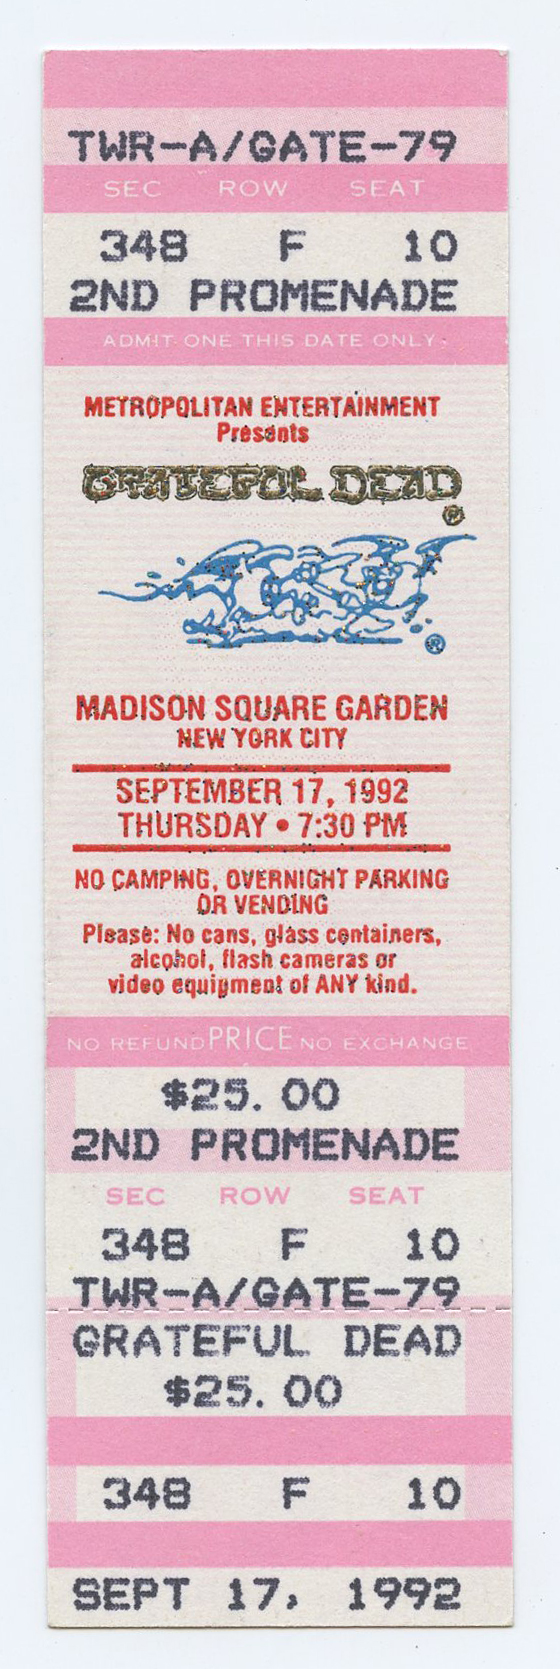 TWR-A/GATE-79
SEC ROW SEAT
348 F 10
2ND PROMENADE
ADMIT ONE THIS DATE ONLY
METROPOLITAN ENTERTAINMENT
Presents
GRATEFUL DEAD
®
®
MADISON SQUARE GARDEN
NEW YORK CITY
SEPTEMBER 17, 1992
THURSDAY • 7:30 PM
NO CAMPING, OVERNIGHT PARKING
OR VENDING
Please: No cans, glass containers,
alcohol, flash cameras or
video equipment of ANY kind.
NO REFUND PRICE NO EXCHANGE
$25.00
2ND PROMENADE
SEC ROW SEAT
348 F 10
TWR-A/GATE-79
GRATEFUL DEAD
$25.00
348 F 10
SEPT 17, 1992